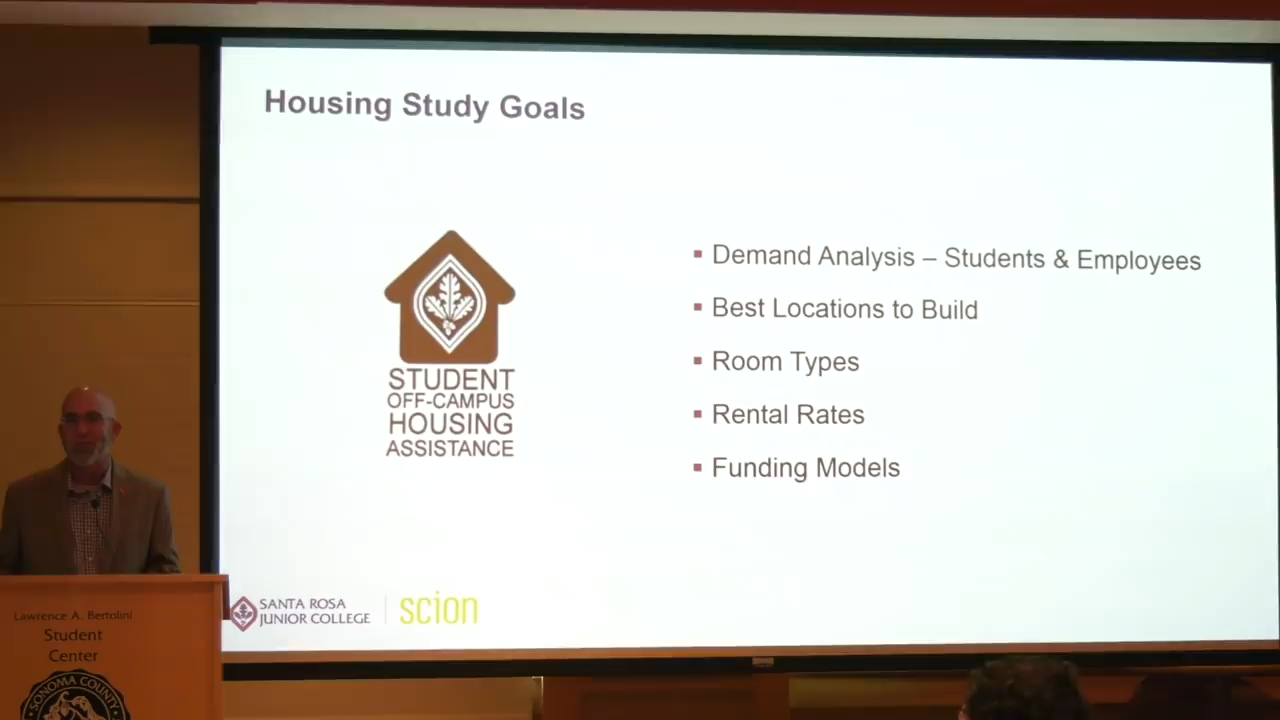 Housing Study Goals
STUDENT
OFF-CAMPUS
HOUSING
ASSISTANCE
▪ Demand Analysis – Students & Employees
▪ Best Locations to Build
▪ Room Types
▪ Rental Rates
▪ Funding Models
SANTA ROSA
JUNIOR COLLEGE
scion
Lawrence A. Bertolini
Student
Center
SONOMA COUNTY